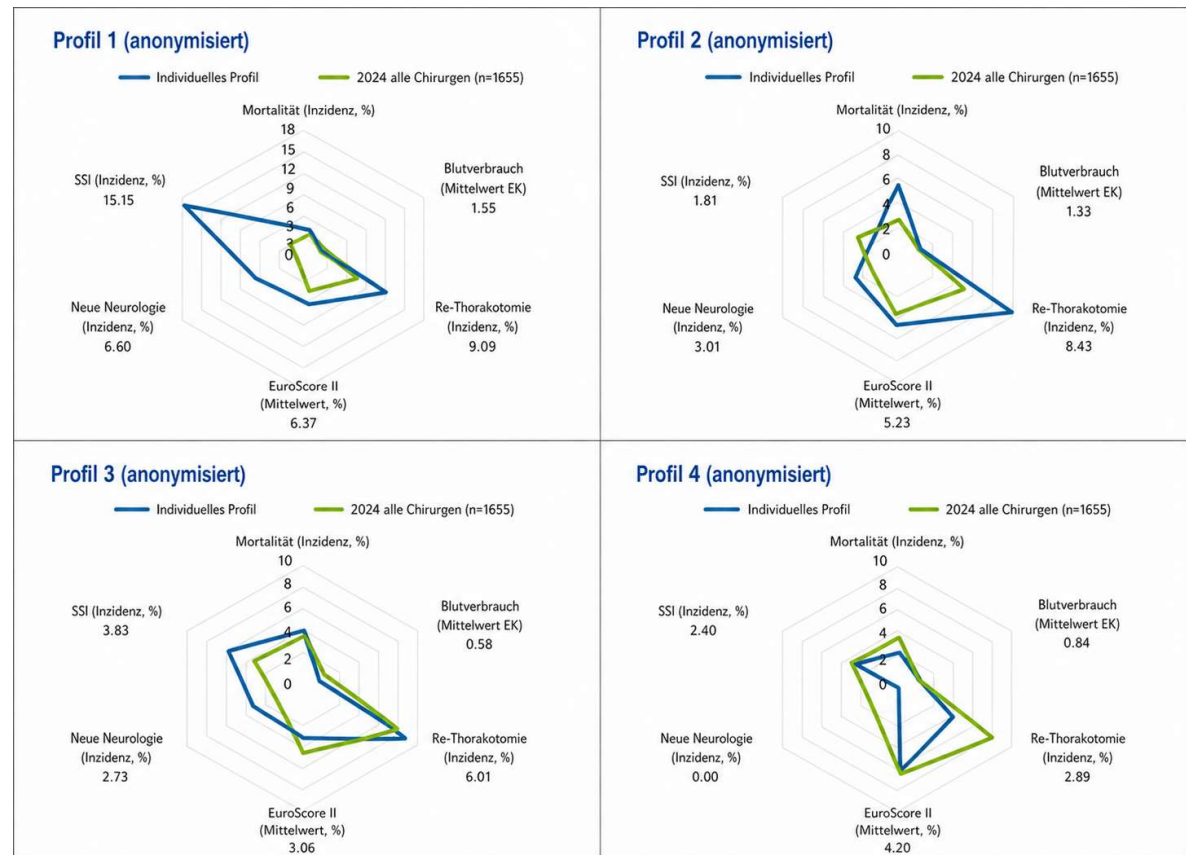 Profil 1 (anonymisiert)
Individuelles Profil
2024 alle Chirurgen (n=1655)
Mortalität (Inzidenz, %)
18
15
12
9
6
3
3
0
Blutverbrauch
(Mittelwert EK)
1.55
Re-Thorakotomie
(Inzidenz, %)
9.09
EuroScore II
(Mittelwert, %)
6.37
Neue Neurologie
(Inzidenz, %)
6.60
SSI (Inzidenz, %)
15.15
Profil 2 (anonymisiert)
Individuelles Profil
2024 alle Chirurgen (n=1655)
Mortalität (Inzidenz, %)
10
8
6
4
2
0
Blutverbrauch
(Mittelwert EK)
1.33
Re-Thorakotomie
(Inzidenz, %)
8.43
EuroScore II
(Mittelwert, %)
5.23
Neue Neurologie
(Inzidenz, %)
3.01
SSI (Inzidenz, %)
1.81
Profil 3 (anonymisiert)
Individuelles Profil
2024 alle Chirurgen (n=1655)
Mortalität (Inzidenz, %)
10
8
6
4
2
0
Blutverbrauch
(Mittelwert EK)
0.58
Re-Thorakotomie
(Inzidenz, %)
6.01
EuroScore II
(Mittelwert, %)
3.06
Neue Neurologie
(Inzidenz, %)
2.73
SSI (Inzidenz, %)
3.83
Profil 4 (anonymisiert)
Individuelles Profil
2024 alle Chirurgen (n=1655)
Mortalität (Inzidenz, %)
10
8
6
4
2
0
Blutverbrauch
(Mittelwert EK)
0.84
Re-Thorakotomie
(Inzidenz, %)
2.89
EuroScore II
(Mittelwert, %)
4.20
Neue Neurologie
(Inzidenz, %)
0.00
SSI (Inzidenz, %)
2.40